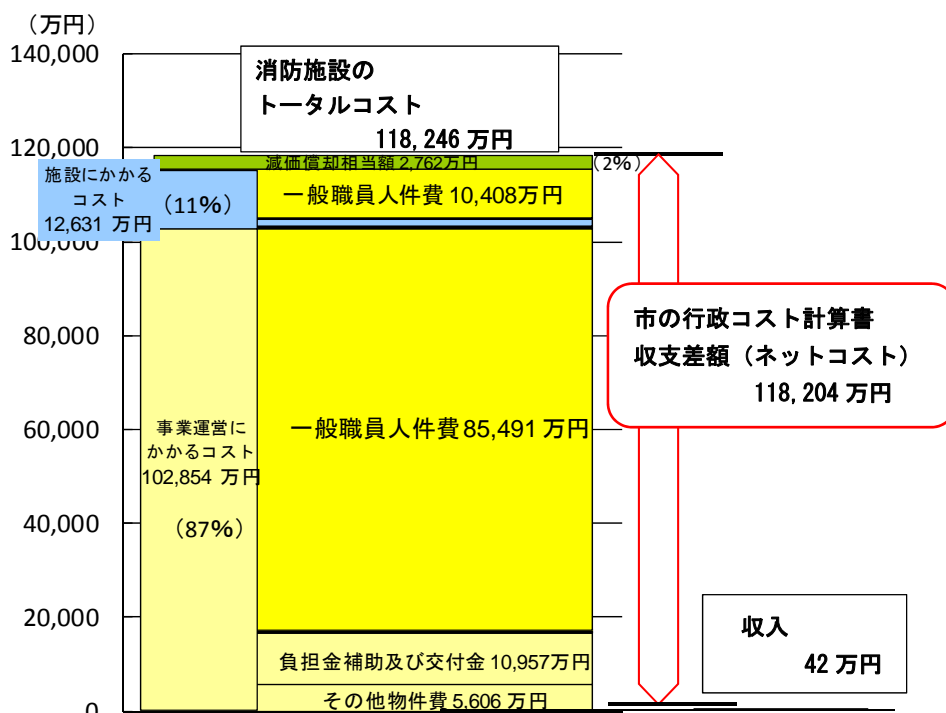 （万円）
140,000
120,000
100,000
80,000
60,000
40,000
20,000
0
消防施設の
トータルコスト
118,246 万円
減価償却相当額 2,762万円
（2%）
施設にかかる
コスト
12,631 万円
（11%）
一般職員人件費 10,408万円
事業運営に
かかるコスト
102,854 万円
（87%）
一般職員人件費 85,491 万円
負担金補助及び交付金 10,957万円
その他物件費 5,606 万円
市の行政コスト計算書
収支差額（ネットコスト）
118,204 万円
収入
42 万円